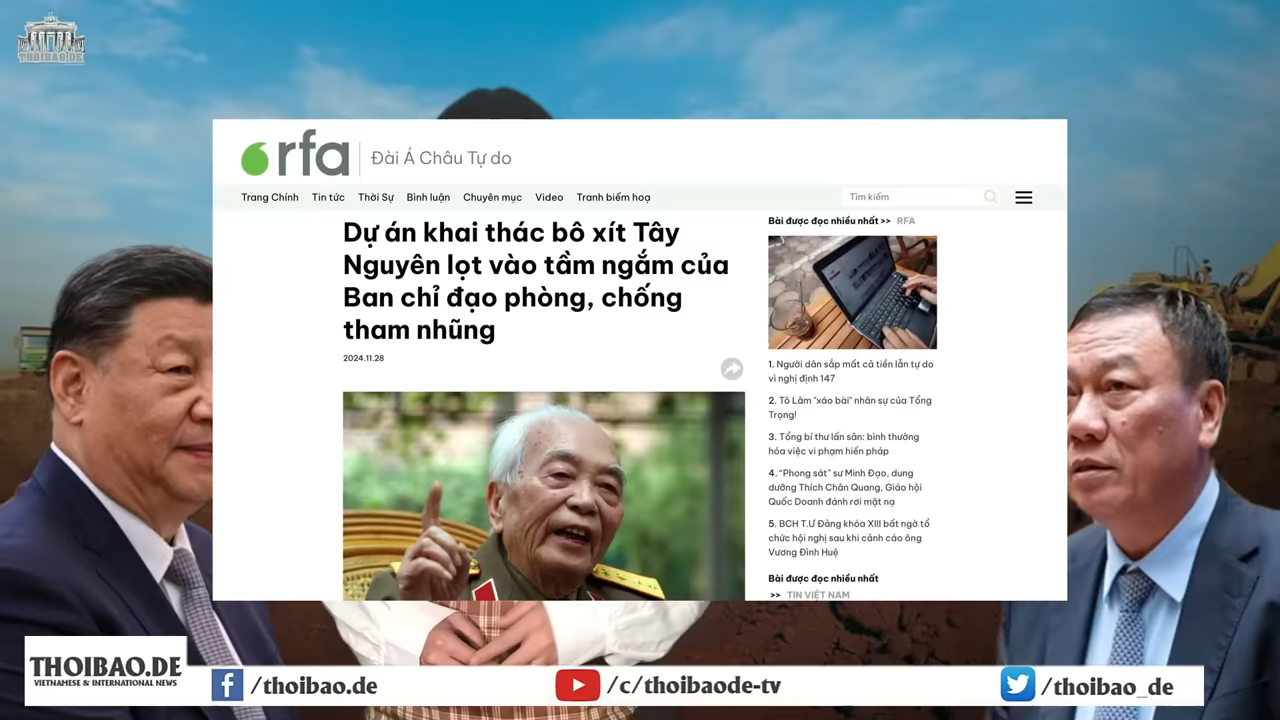 THOIBAO.DE
rfa
Đài Á Châu Tự do
Trang Chính Tin tức Thời Sự Bình luận Chuyên mục Video Tranh biếm hoạ
Tìm kiếm
Dự án khai thác bô xít Tây
Nguyên lọt vào tầm ngắm của
Ban chỉ đạo phòng, chống
tham nhũng
2024.11.28
Bài được đọc nhiều nhất >> RFA
1. Người dân sắp mất cả tiền lẫn tự do
vì nghị định 147
2. Tô Lâm "xáo bài" nhân sự của Tổng
Trọng!
3. Tổng bí thư lấn sân: bình thường
hóa việc vi phạm hiến pháp
4. “Phong sát” sư Minh Đạo, dung
dưỡng Thích Chân Quang, Giáo hội
Quốc Doanh đánh rơi mặt nạ
5. BCH T.Ư Đảng khóa XIII bất ngờ tổ
chức hội nghị sau khi cảnh cáo ông
Vương Đình Huệ
Bài được đọc nhiều nhất
>> TIN VIỆT NAM
THOIBAO.DE
VIETNAMESE & INTERNATIONAL NEWS
/thoibao.de
/c/thoibaode-tv
/thoibao_de